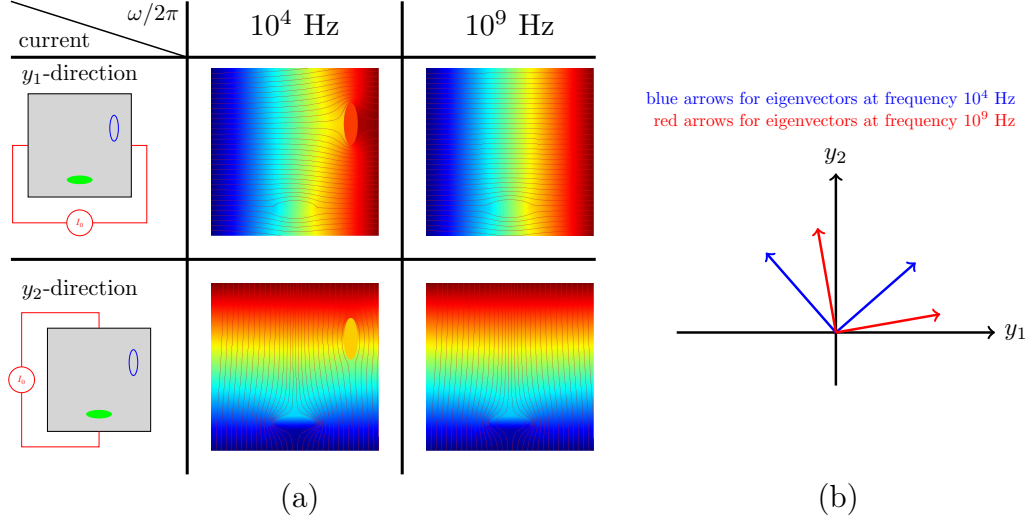 ω/2π
current
10⁴ Hz
10⁹ Hz
y₁-direction
I₀
y₂-direction
I₀
(a)
blue arrows for eigenvectors at frequency 10⁴ Hz
red arrows for eigenvectors at frequency 10⁹ Hz
y₂
y₁
(b)